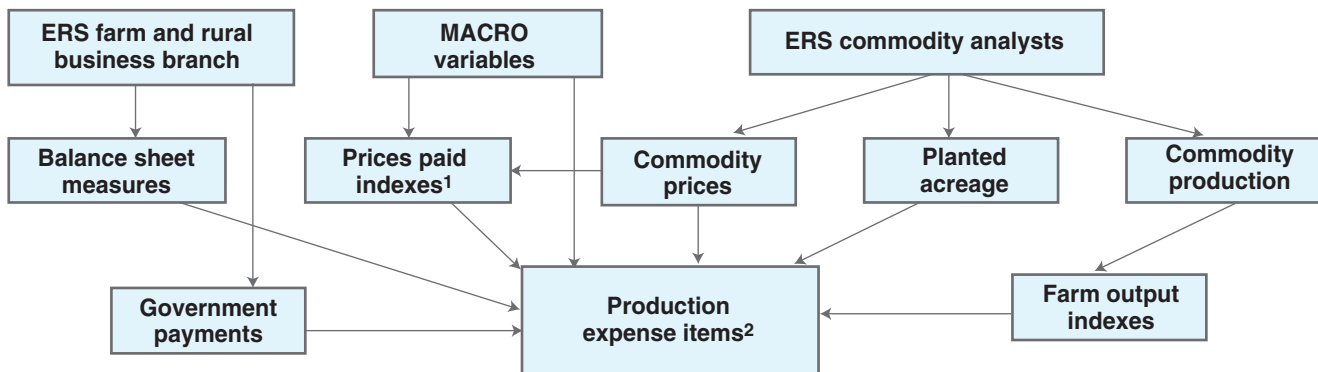 ERS farm and rural
business branch
MACRO
variables
ERS commodity analysts
Balance sheet
measures
Prices paid
indexes1
Commodity
prices
Planted
acreage
Commodity
production
Government
payments
Production
expense items2
Farm output
indexes